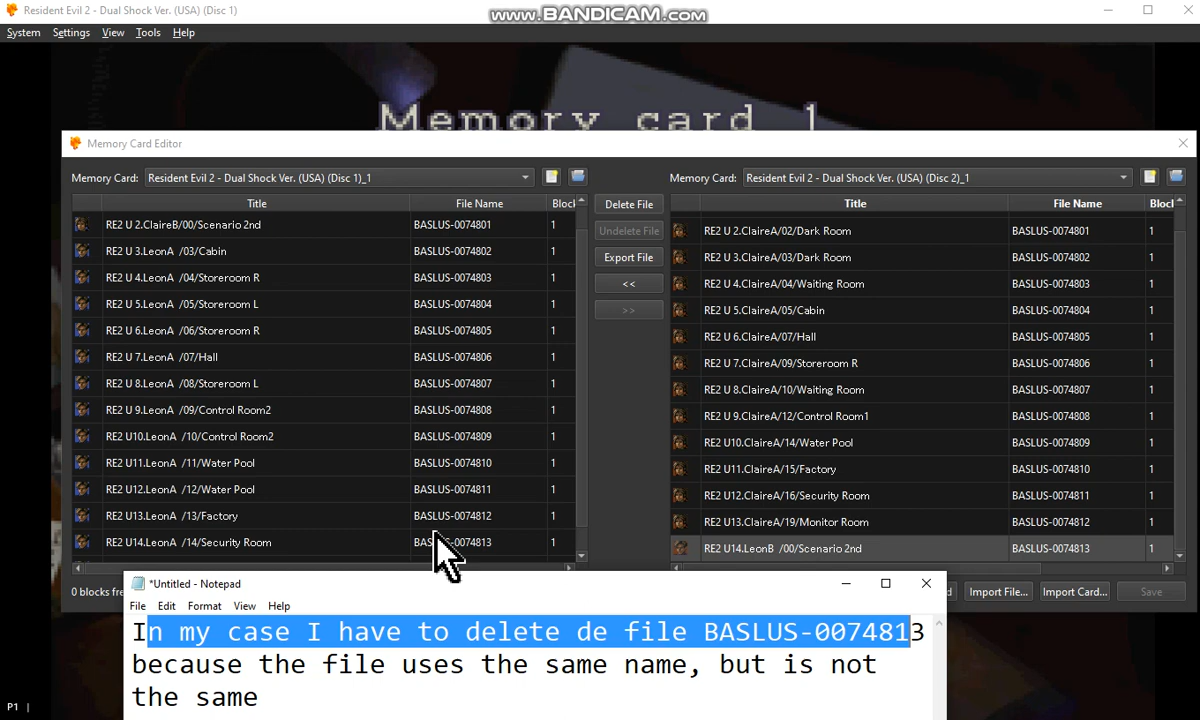 Resident Evil 2 - Dual Shock Ver. (USA) (Disc 1)
www.BANDICAM.com
System Settings View Tools Help
Memory card 1
Memory Card Editor
Memory Card: Resident Evil 2 - Dual Shock Ver. (USA) (Disc 1)_1
Title File Name Block
RE2 U 2.ClaireB/00/Scenario 2nd BASLUS-0074801 1
RE2 U 3.LeonA /03/Cabin BASLUS-0074802 1
RE2 U 4.LeonA /04/Storeroom R BASLUS-0074803 1
RE2 U 5.LeonA /05/Storeroom L BASLUS-0074804 1
RE2 U 6.LeonA /06/Storeroom R BASLUS-0074805 1
RE2 U 7.LeonA /07/Hall BASLUS-0074806 1
RE2 U 8.LeonA /08/Storeroom L BASLUS-0074807 1
RE2 U 9.LeonA /09/Control Room2 BASLUS-0074808 1
RE2 U10.LeonA /10/Control Room2 BASLUS-0074809 1
RE2 U11.LeonA /11/Water Pool BASLUS-0074810 1
RE2 U12.LeonA /12/Water Pool BASLUS-0074811 1
RE2 U13.LeonA /13/Factory BASLUS-0074812 1
RE2 U14.LeonA /14/Security Room BASLUS-0074813 1
0 blocks fre
Delete File
Undelete File
Export File
<<
>>
Memory Card: Resident Evil 2 - Dual Shock Ver. (USA) (Disc 2)_1
Title File Name Block
RE2 U 2.ClaireA/02/Dark Room BASLUS-0074801 1
RE2 U 3.ClaireA/03/Dark Room BASLUS-0074802 1
RE2 U 4.ClaireA/04/Waiting Room BASLUS-0074803 1
RE2 U 5.ClaireA/05/Cabin BASLUS-0074804 1
RE2 U 6.ClaireA/07/Hall BASLUS-0074805 1
RE2 U 7.ClaireA/09/Storeroom R BASLUS-0074806 1
RE2 U 8.ClaireA/10/Waiting Room BASLUS-0074807 1
RE2 U 9.ClaireA/12/Control Room1 BASLUS-0074808 1
RE2 U10.ClaireA/14/Water Pool BASLUS-0074809 1
RE2 U11.ClaireA/15/Factory BASLUS-0074810 1
RE2 U12.ClaireA/16/Security Room BASLUS-0074811 1
RE2 U13.ClaireA/19/Monitor Room BASLUS-0074812 1
RE2 U14.LeonB /00/Scenario 2nd BASLUS-0074813 1
d Import File... Import Card... Save
*Untitled - Notepad
File Edit Format View Help
In my case I have to delete de file BASLUS-0074813
because the file uses the same name, but is not
the same
P1 |